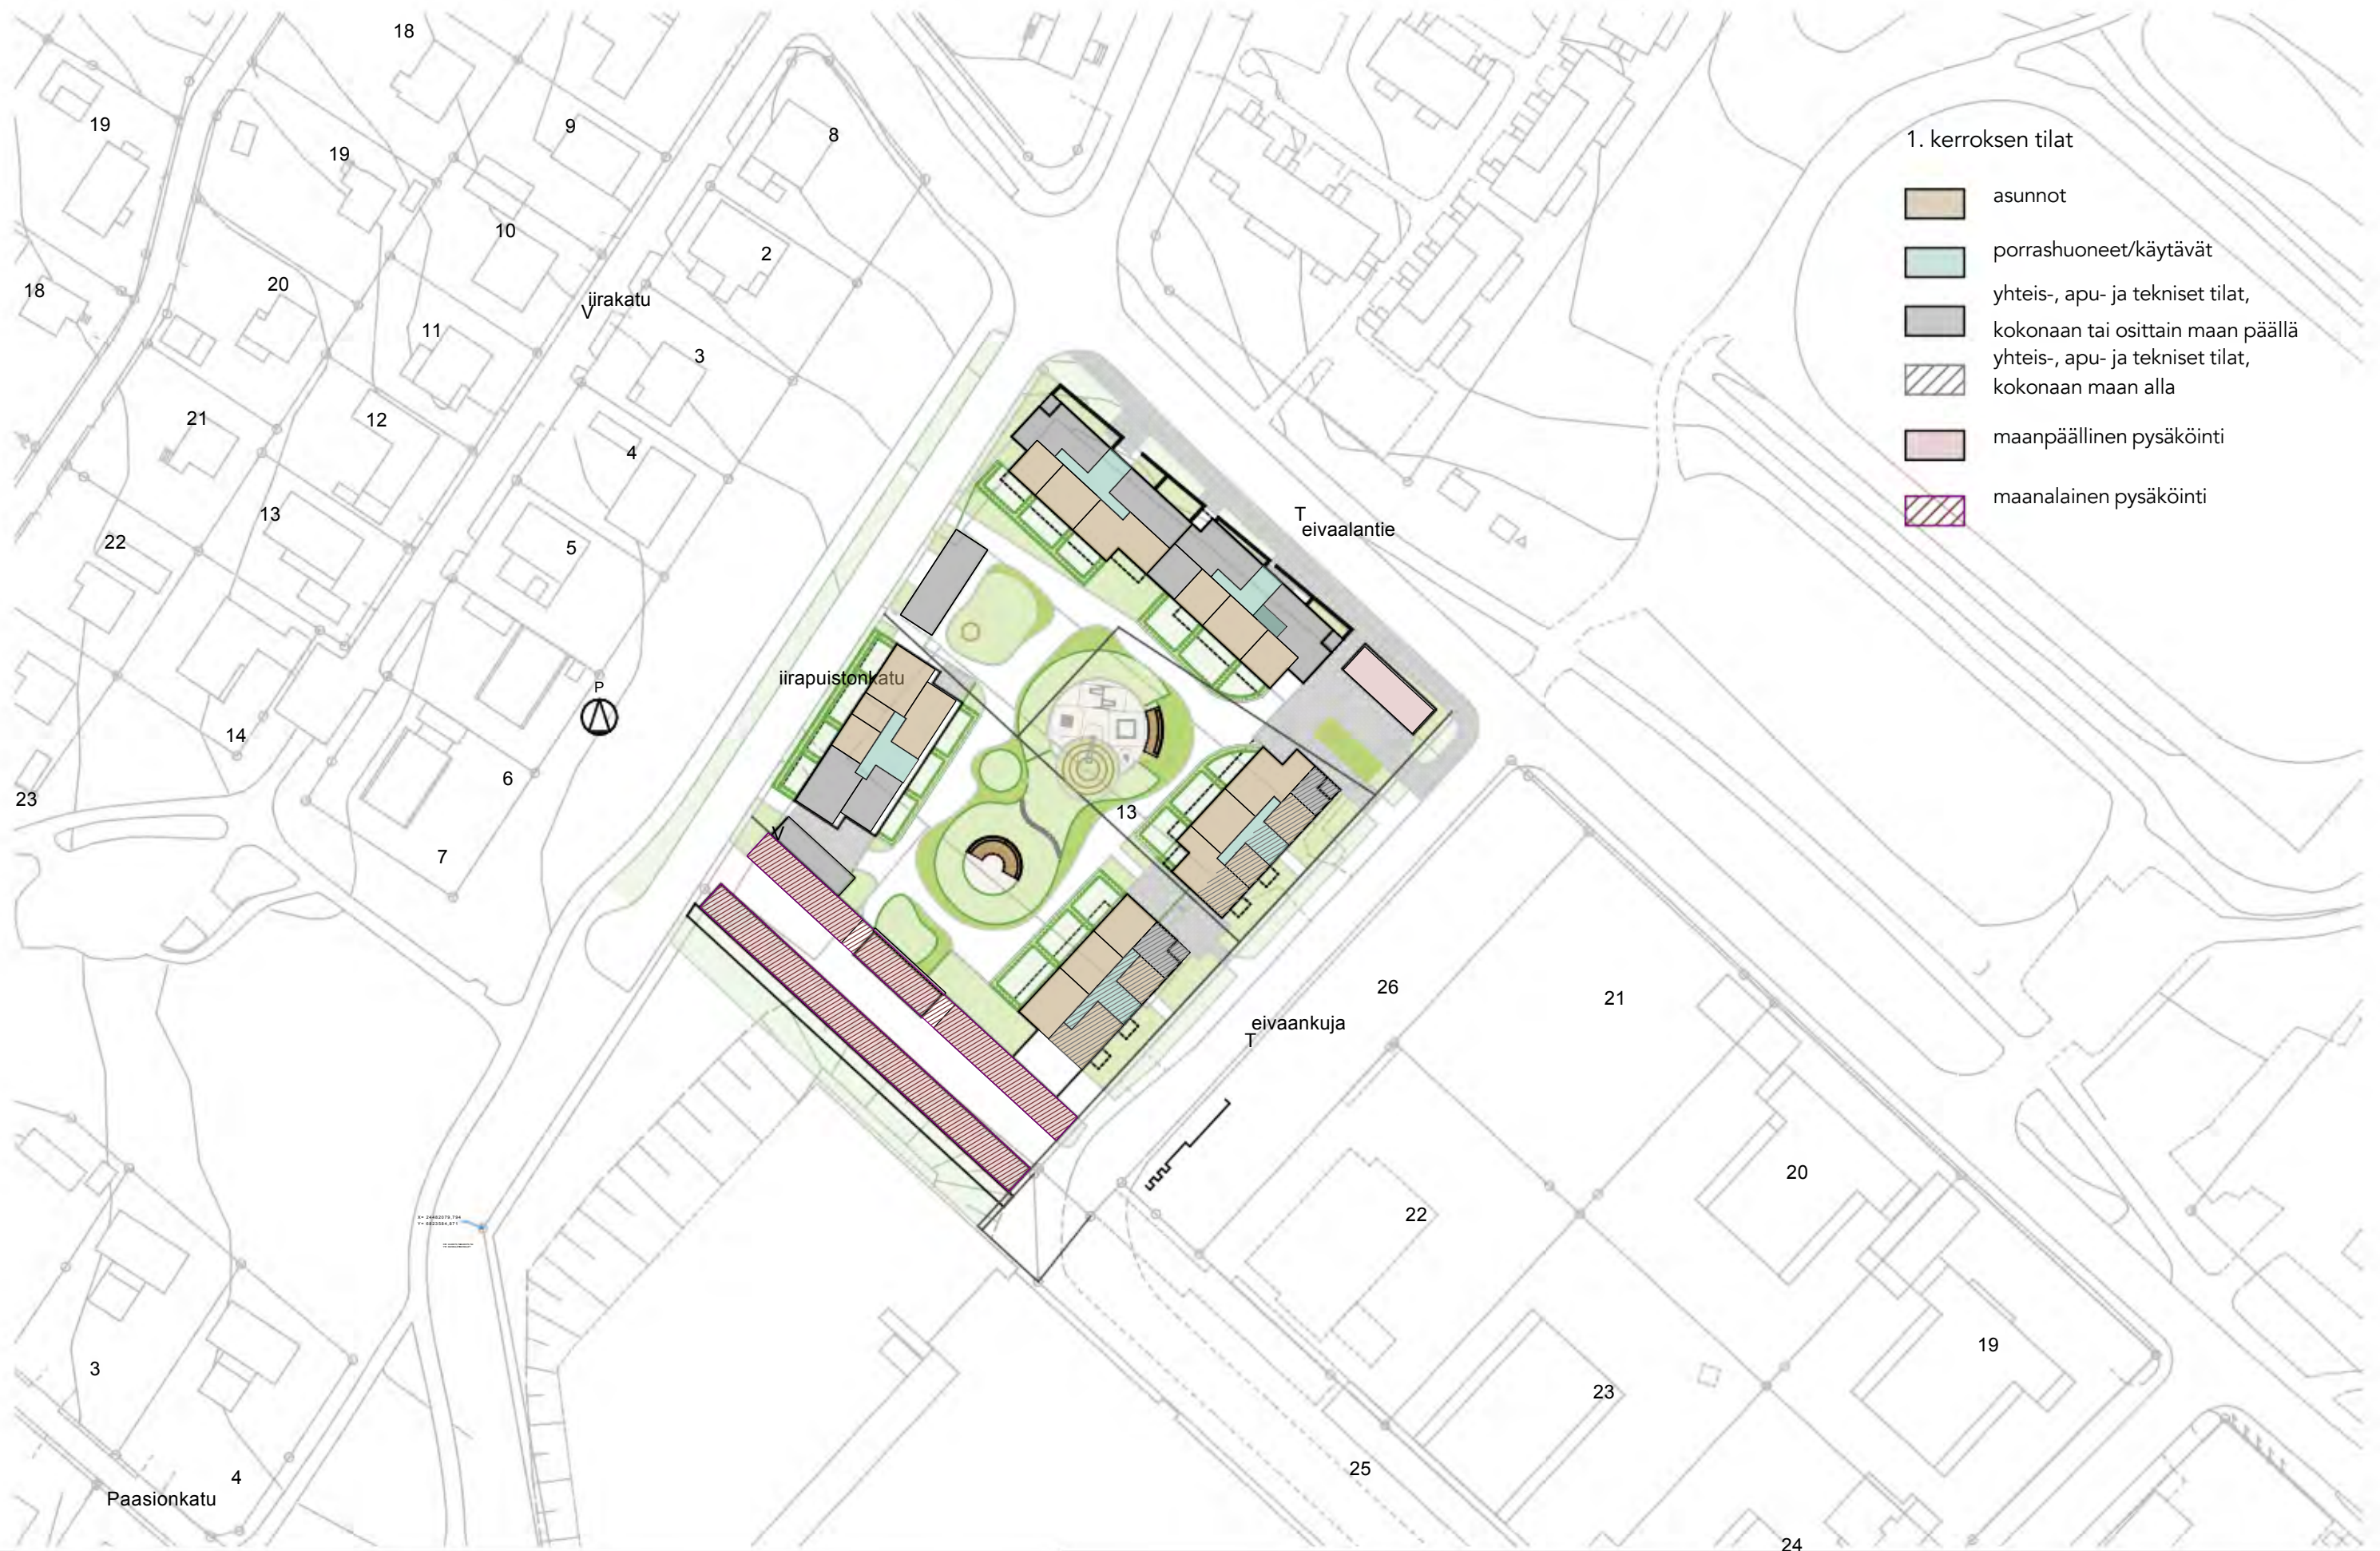 1. kerroksen tilat
asunnot
porrashuoneet/käytävät
yhteis-, apu- ja tekniset tilat,
kokonaan tai osittain maan päällä
yhteis-, apu- ja tekniset tilat,
kokonaan maan alla
maanpäällinen pysäköinti
maanalainen pysäköinti
18
19
9
8
19
10
2
20
18
Viirakatu
11
3
21
12
4
13
Teivaalantie
22
5
Viirapuistonkatu
P
14
6
23
13
7
26
21
Teivaankuja
20
22
19
3
23
25
4
Paasionkatu
24